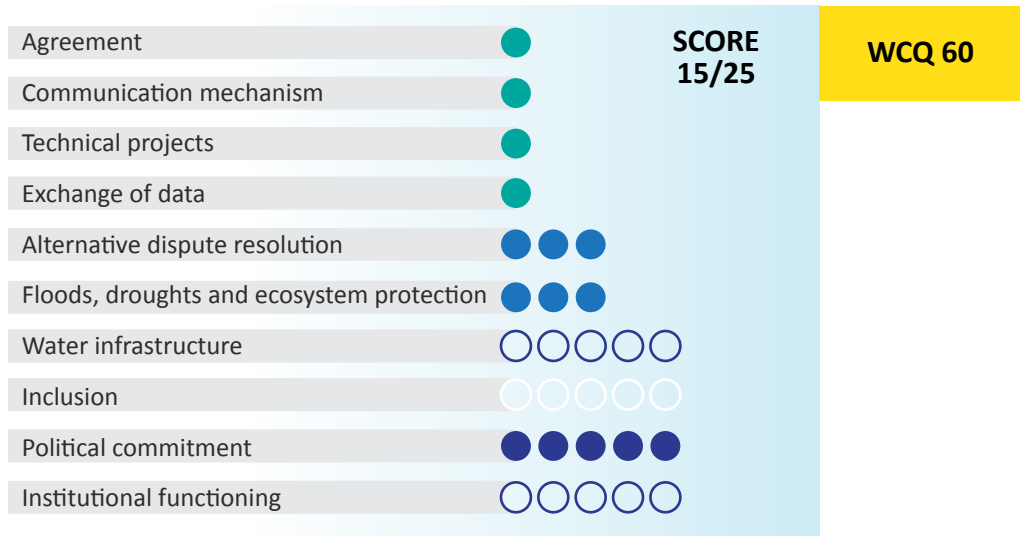 Agreement
Communication mechanism
Technical projects
Exchange of data
Alternative dispute resolution
Floods, droughts and ecosystem protection
Water infrastructure
Inclusion
Political commitment
Institutional functioning
SCORE
15/25
WCQ 60